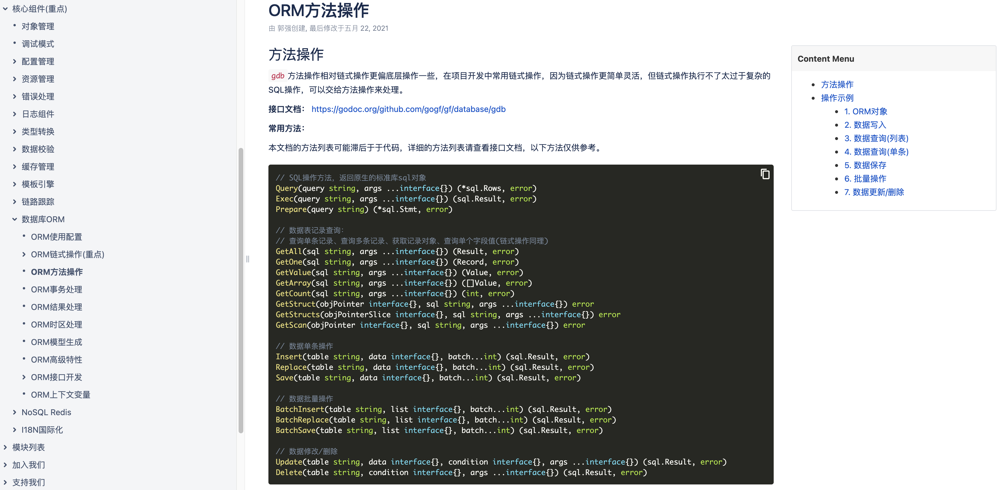 核心组件(重点)
对象管理
调试模式
配置管理
资源管理
错误处理
日志组件
类型转换
数据校验
缓存管理
模板引擎
链路跟踪
数据库ORM
ORM使用配置
ORM链式操作(重点)
ORM方法操作
ORM事务处理
ORM结果处理
ORM时区处理
ORM模型生成
ORM高级特性
ORM接口开发
ORM上下文变量
NoSQL Redis
I18N国际化
模块列表
加入我们
支持我们
ORM方法操作
由 郭强创建, 最后修改于五月 22, 2021
方法操作
gdb 方法操作相对链式操作更偏底层操作一些，在项目开发中常用链式操作，因为链式操作更简单灵活，但链式操作执行不了太过于复杂的
SQL操作，可以交给方法操作来处理。
接口文档： https://godoc.org/github.com/gogf/gf/database/gdb
常用方法：
本文档的方法列表可能滞后于于代码，详细的方法列表请查看接口文档，以下方法仅供参考。
// SQL操作方法，返回原生的标准库sql对象
Query(query string, args ...interface{}) (*sql.Rows, error)
Exec(query string, args ...interface{}) (sql.Result, error)
Prepare(query string) (*sql.Stmt, error)
// 数据表记录查询：
// 查询单条记录、查询多条记录、获取记录对象、查询单个字段值(链式操作同理)
GetAll(sql string, args ...interface{}) (Result, error)
GetOne(sql string, args ...interface{}) (Record, error)
GetValue(sql string, args ...interface{}) (Value, error)
GetArray(sql string, args ...interface{}) ([]Value, error)
GetCount(sql string, args ...interface{}) (int, error)
GetStruct(objPointer interface{}, sql string, args ...interface{}) error
GetStructs(objPointerSlice interface{}, sql string, args ...interface{}) error
GetScan(objPointer interface{}, sql string, args ...interface{}) error
// 数据单条操作
Insert(table string, data interface{}, batch...int) (sql.Result, error)
Replace(table string, data interface{}, batch...int) (sql.Result, error)
Save(table string, data interface{}, batch...int) (sql.Result, error)
// 数据批量操作
BatchInsert(table string, list interface{}, batch...int) (sql.Result, error)
BatchReplace(table string, list interface{}, batch...int) (sql.Result, error)
BatchSave(table string, list interface{}, batch...int) (sql.Result, error)
// 数据修改/删除
Update(table string, data interface{}, condition interface{}, args ...interface{}) (sql.Result, error)
Delete(table string, condition interface{}, args ...interface{}) (sql.Result, error)
Content Menu
方法操作
操作示例
1. ORM对象
2. 数据写入
3. 数据查询(列表)
4. 数据查询(单条)
5. 数据保存
6. 批量操作
7. 数据更新/删除